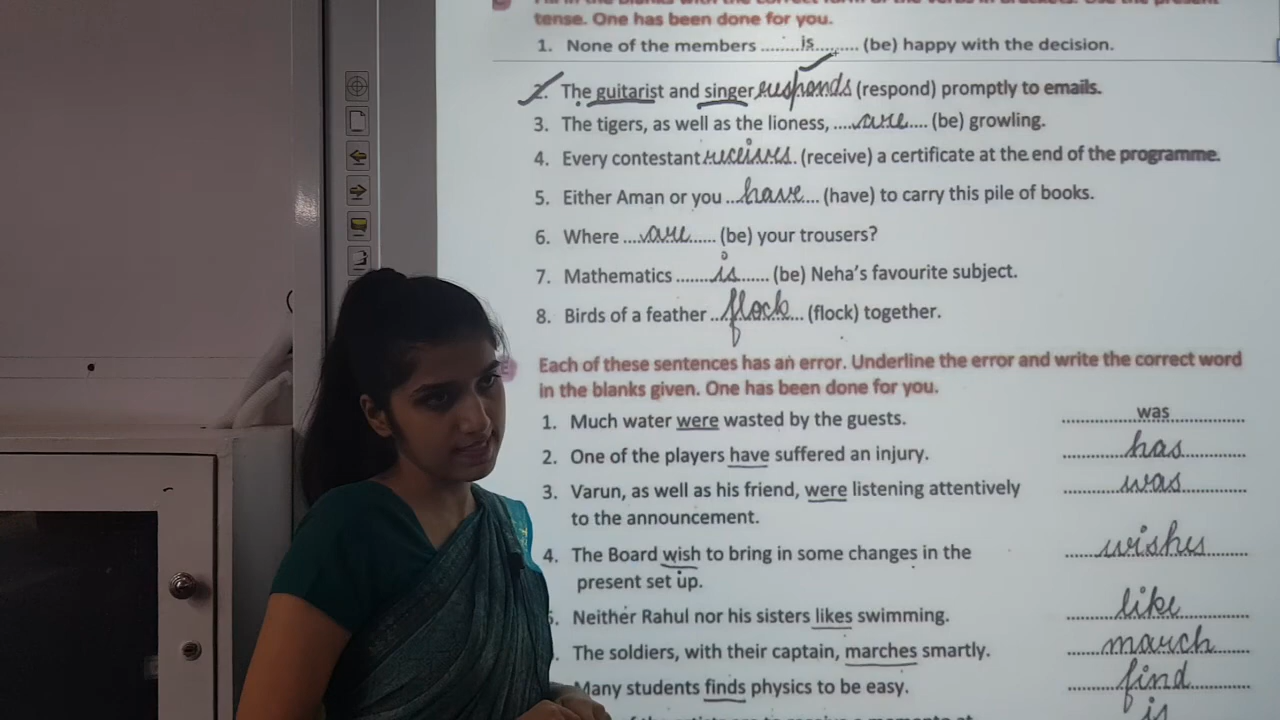 tense. One has been done for you.
1. None of the members ........is......... (be) happy with the decision.
2. The guitarist and singer responds (respond) promptly to emails.
3. The tigers, as well as the lioness, ....are.... (be) growling.
4. Every contestant receives. (receive) a certificate at the end of the programme.
5. Either Aman or you ..have... (have) to carry this pile of books.
6. Where ....are...... (be) your trousers?
7. Mathematics .......is....... (be) Neha's favourite subject.
8. Birds of a feather ...flock... (flock) together.
Each of these sentences has an error. Underline the error and write the correct word
in the blanks given. One has been done for you.
1. Much water were wasted by the guests. was
2. One of the players have suffered an injury. has
3. Varun, as well as his friend, were listening attentively was
to the announcement.
4. The Board wish to bring in some changes in the wishes
present set up.
5. Neither Rahul nor his sisters likes swimming. like
The soldiers, with their captain, marches smartly. march
Many students finds physics to be easy. find
is